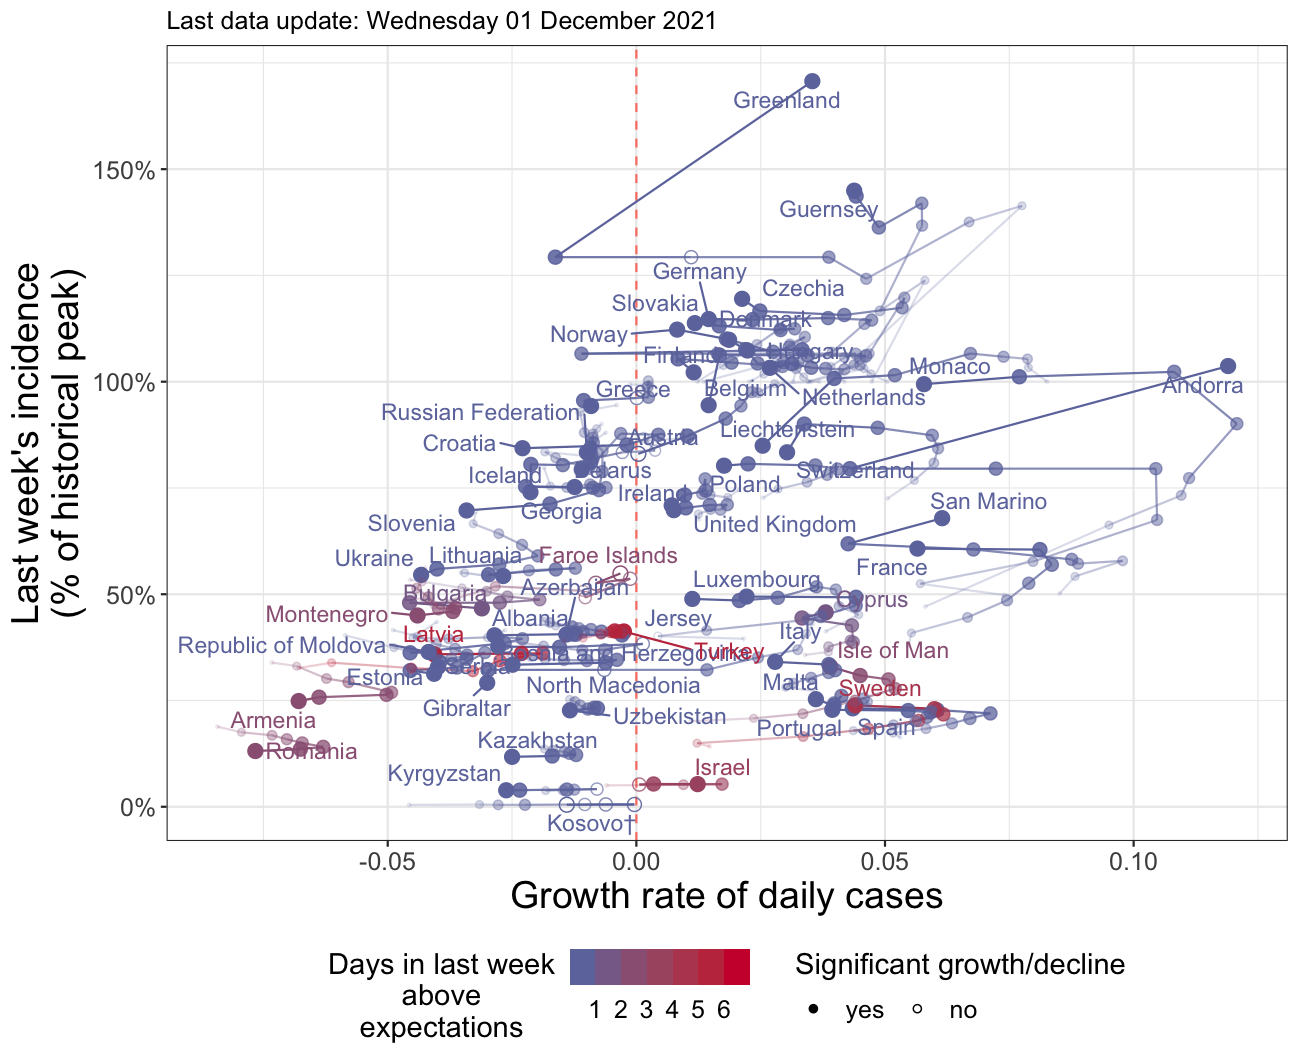 Last data update: Wednesday 01 December 2021
Last week's incidence
(% of historical peak)
150%
100%
50%
0%
Greenland
Guernsey
Germany
Czechia
Slovakia
Denmark
Norway
Finland
Hungary
Monaco
Andorra
Greece
Belgium
Netherlands
Russian Federation
Croatia
Austria
Liechtenstein
Iceland
Belarus
Switzerland
Ireland
Poland
San Marino
Slovenia
Georgia
United Kingdom
Ukraine
Lithuania
Faroe Islands
France
Azerbaijan
Luxembourg
Bulgaria
Cyprus
Montenegro
Albania
Jersey
Latvia
Italy
Republic of Moldova
Turkey
Isle of Man
Serbia
Estonia
North Macedonia
Malta
Sweden
Gibraltar
Uzbekistan
Portugal
Spain
Armenia
Romania
Kazakhstan
Kyrgyzstan
Israel
Kosovo†
-0.05
0.00
0.05
0.10
Growth rate of daily cases
Days in last week
above
expectations
1 2 3 4 5 6
Significant growth/decline
yes
no